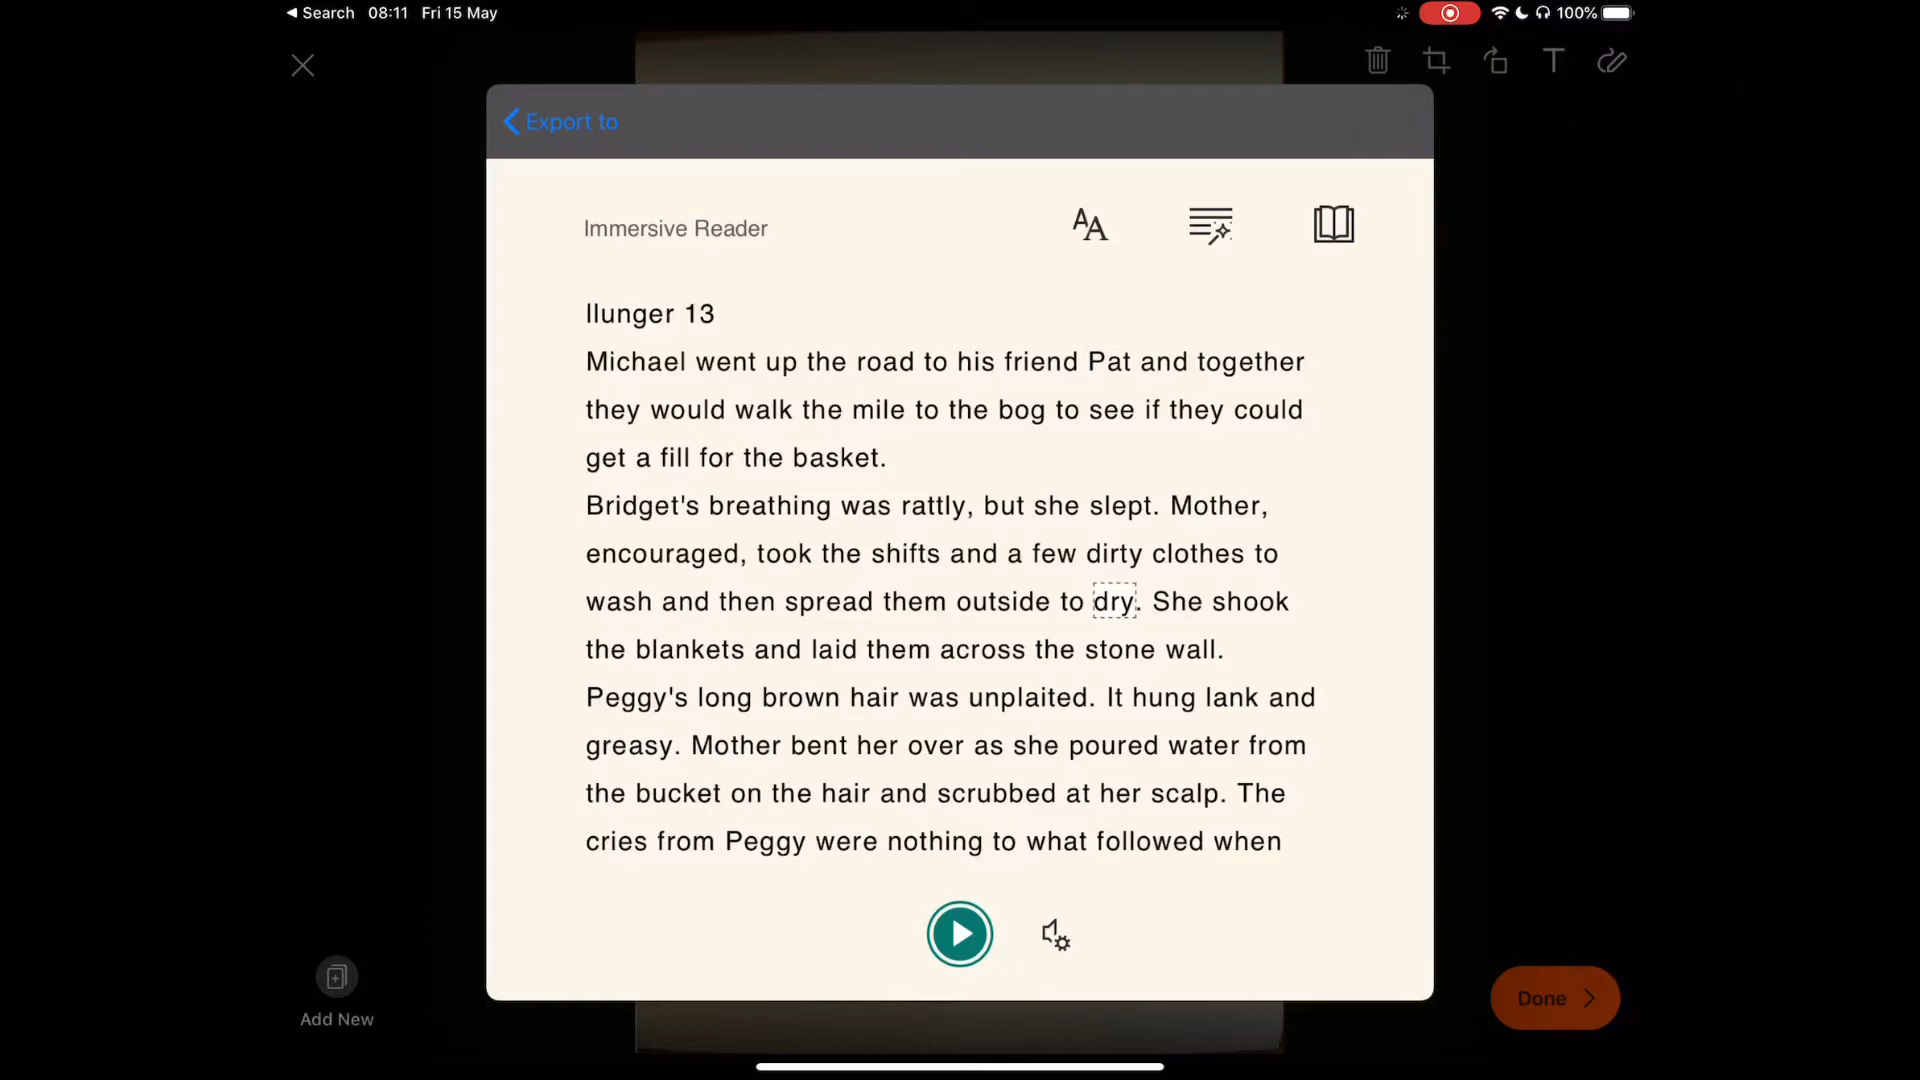 ◀ Search 08:11 Fri 15 May 100%
Export to
Immersive Reader
llunger 13
Michael went up the road to his friend Pat and together
they would walk the mile to the bog to see if they could
get a fill for the basket.
Bridget's breathing was rattly, but she slept. Mother,
encouraged, took the shifts and a few dirty clothes to
wash and then spread them outside to dry. She shook
the blankets and laid them across the stone wall.
Peggy's long brown hair was unplaited. It hung lank and
greasy. Mother bent her over as she poured water from
the bucket on the hair and scrubbed at her scalp. The
cries from Peggy were nothing to what followed when
Add New
Done